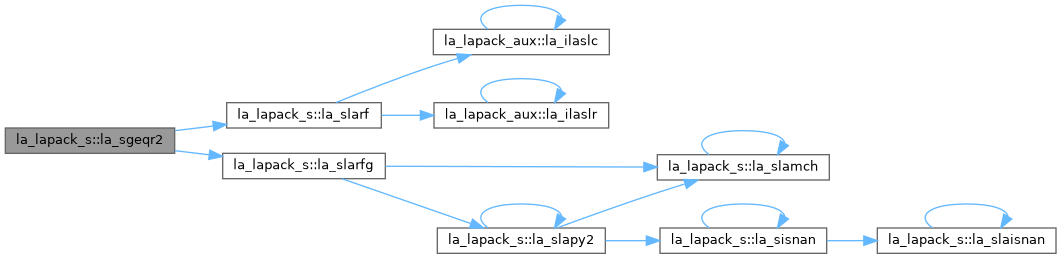 la_lapack_aux::la_ilaslc
la_lapack_s::la_slarf
la_lapack_aux::la_ilaslr
la_lapack_s::la_sgeqr2
la_lapack_s::la_slarfg
la_lapack_s::la_slamch
la_lapack_s::la_slapy2
la_lapack_s::la_sisnan
la_lapack_s::la_slaisnan